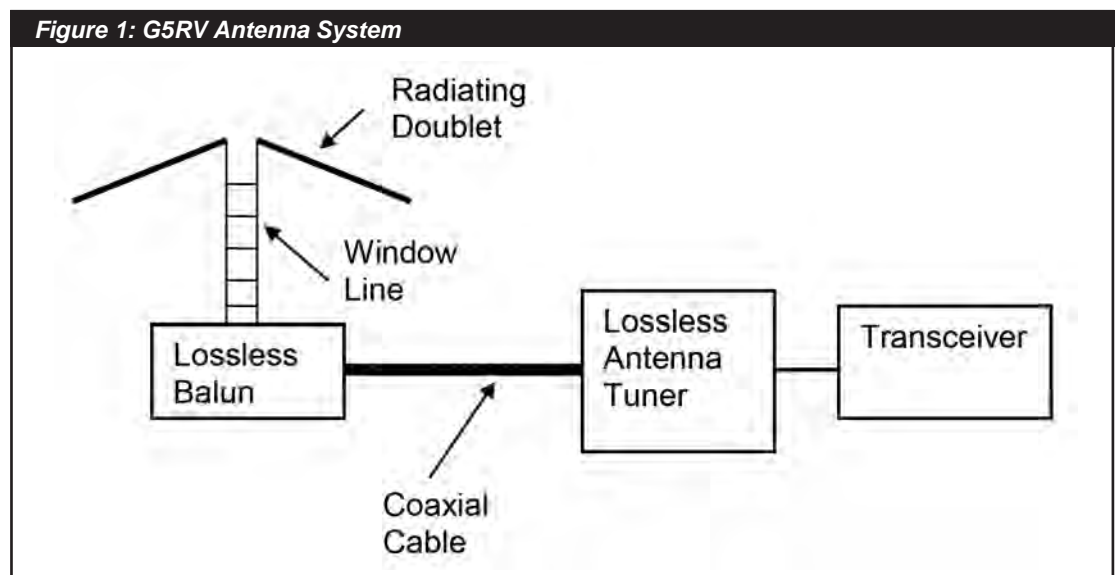 Figure 1: G5RV Antenna System
Radiating
Doublet
Window
Line
Lossless
Balun
Lossless
Antenna
Tuner
Transceiver
Coaxial
Cable